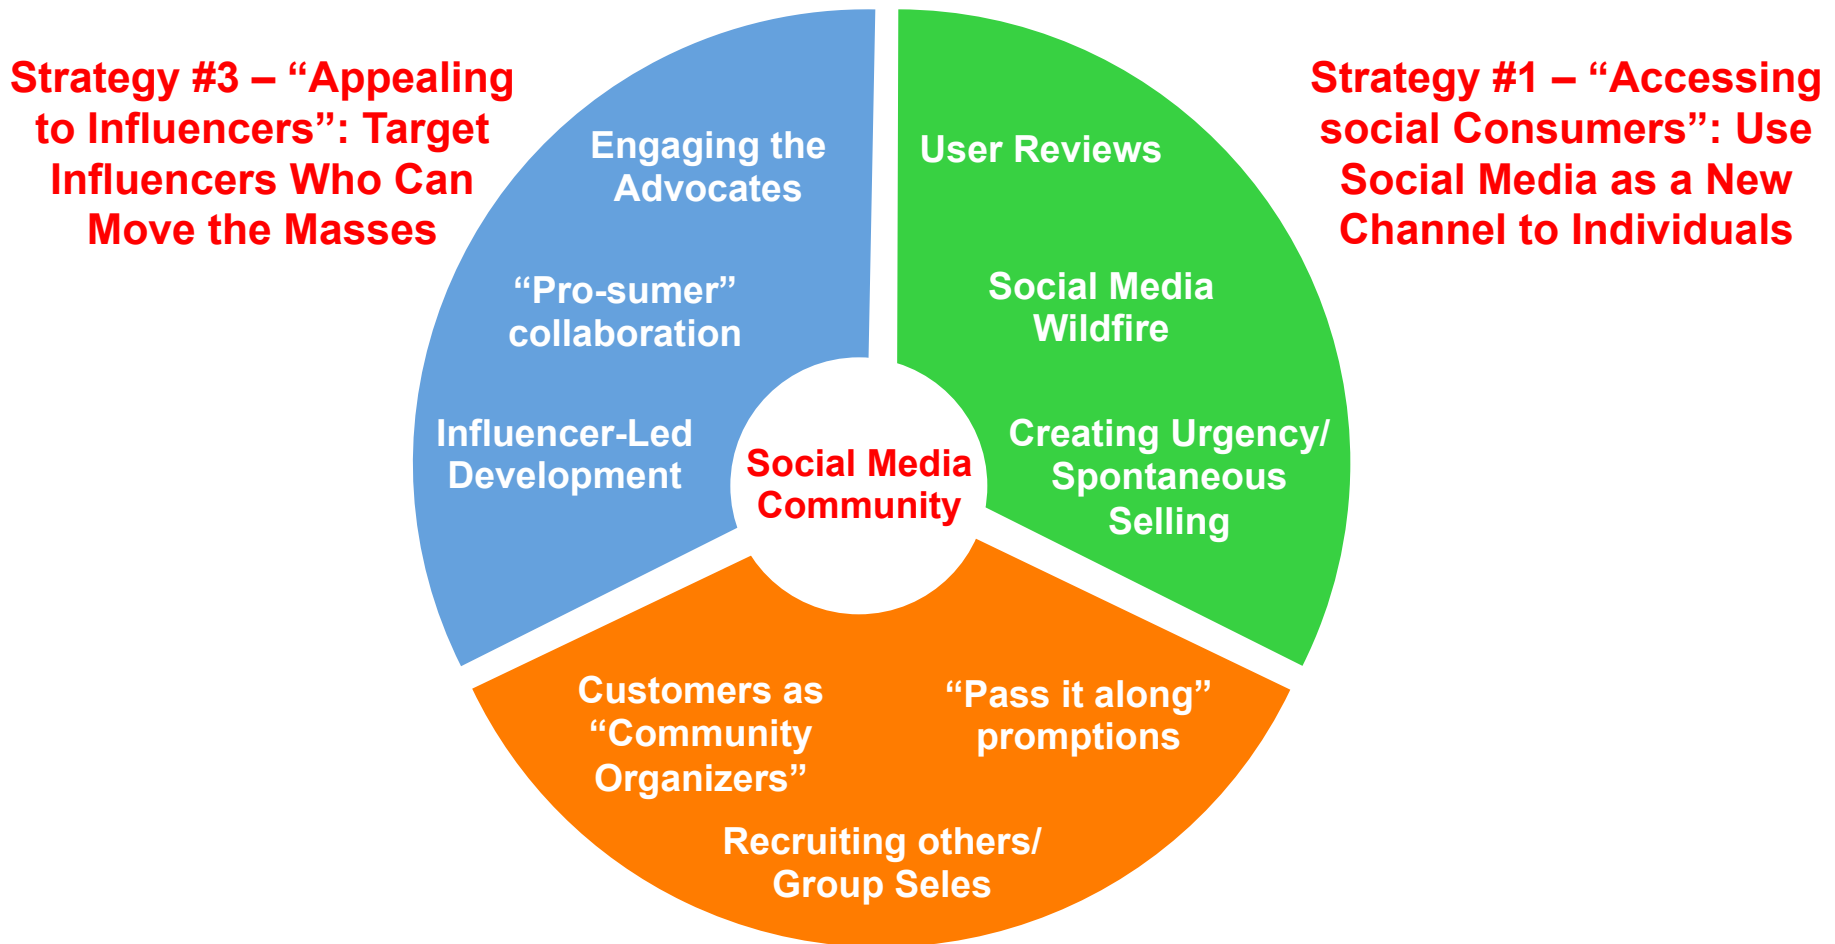 Strategy #3 – “Appealing
to Influencers”: Target
Influencers Who Can
Move the Masses
Strategy #1 – “Accessing
social Consumers”: Use
Social Media as a New
Channel to Individuals
Engaging the
Advocates
“Pro-sumer”
collaboration
Influencer-Led
Development
User Reviews
Social Media
Wildfire
Creating Urgency/
Spontaneous
Selling
Social Media
Community
Customers as
“Community
Organizers”
“Pass it along”
promptions
Recruiting others/
Group Seles